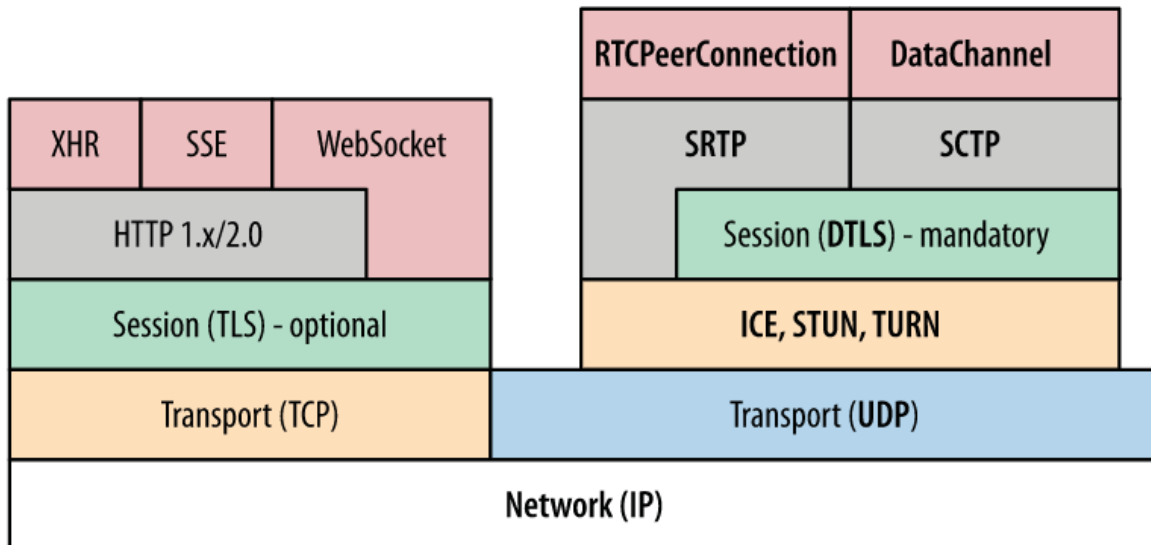 RTCPeerConnection
DataChannel
XHR
SSE
WebSocket
SRTP
SCTP
HTTP 1.x/2.0
Session (DTLS) - mandatory
Session (TLS) - optional
ICE, STUN, TURN
Transport (TCP)
Transport (UDP)
Network (IP)